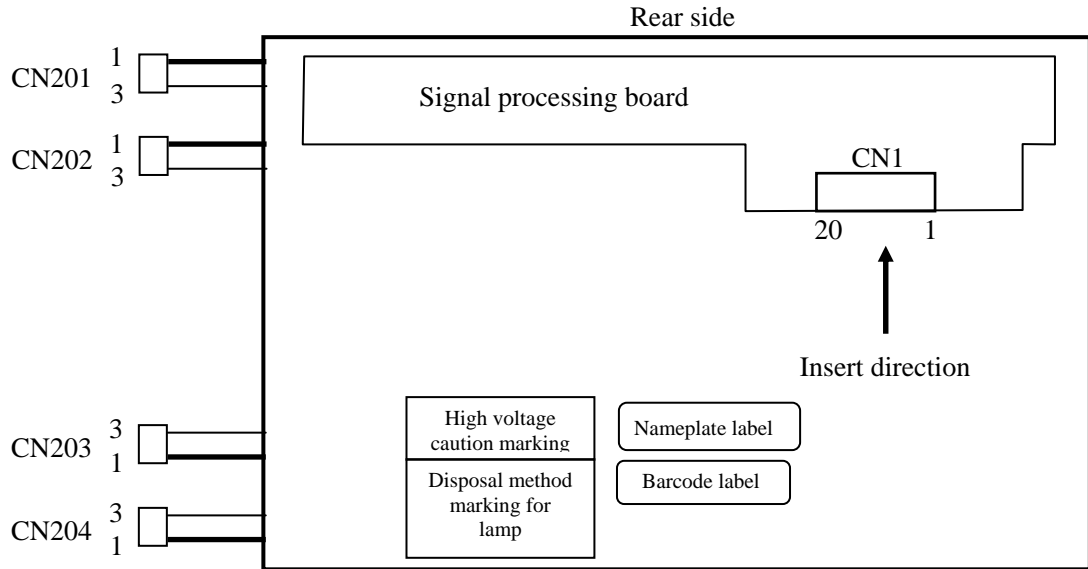 Rear side
1
CN201
3
Signal processing board
1
CN202
3
CN1
20 1
Insert direction
High voltage
caution marking
Nameplate label
3
CN203
1
Disposal method
marking for
lamp
Barcode label
3
CN204
1